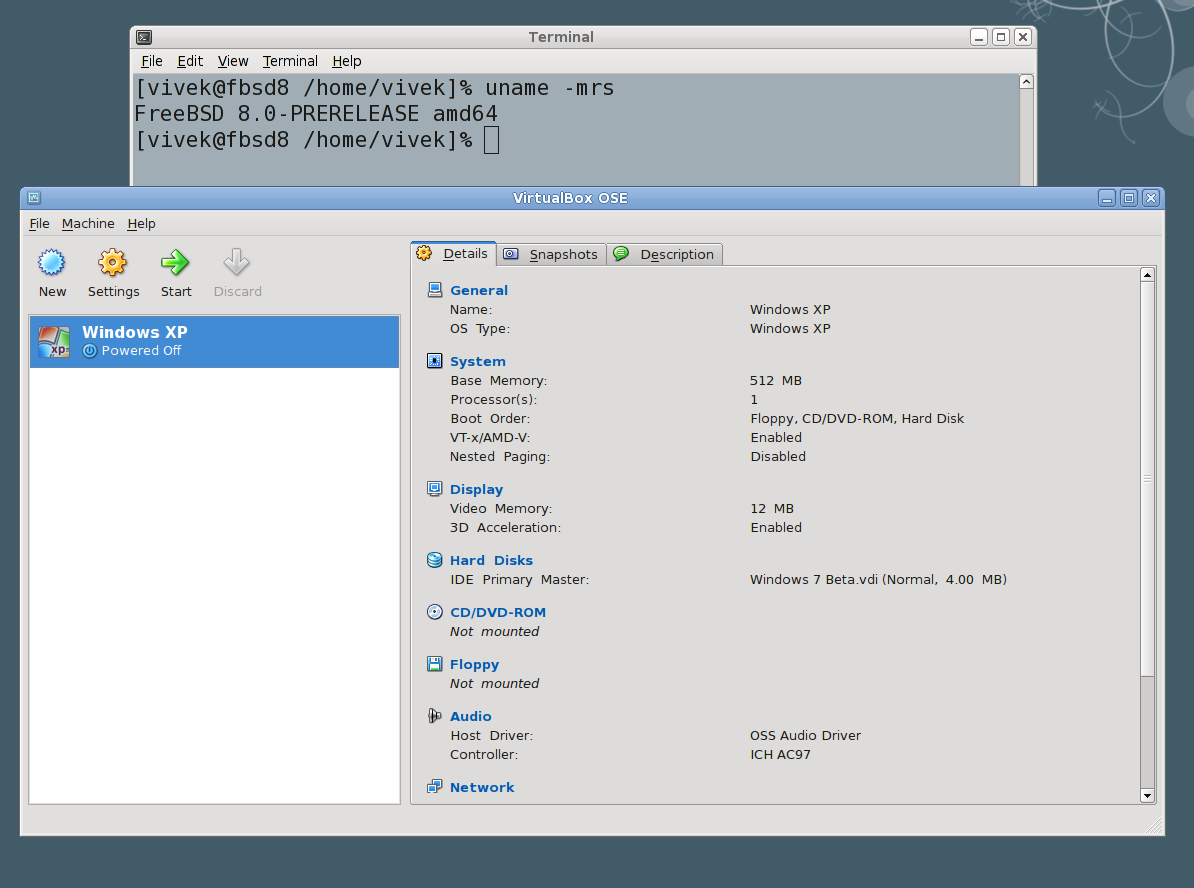 Terminal
File Edit View Terminal Help
[vivek@fbsd8 /home/vivek]% uname -mrs
FreeBSD 8.0-PRERELEASE amd64
[vivek@fbsd8 /home/vivek]%
VirtualBox OSE
File Machine Help
New Settings Start Discard
Windows XP
Powered Off
xp
Details Snapshots Description
General
Name: Windows XP
OS Type: Windows XP
System
Base Memory: 512 MB
Processor(s): 1
Boot Order: Floppy, CD/DVD-ROM, Hard Disk
VT-x/AMD-V: Enabled
Nested Paging: Disabled
Display
Video Memory: 12 MB
3D Acceleration: Enabled
Hard Disks
IDE Primary Master: Windows 7 Beta.vdi (Normal, 4.00 MB)
CD/DVD-ROM
Not mounted
Floppy
Not mounted
Audio
Host Driver: OSS Audio Driver
Controller: ICH AC97
Network